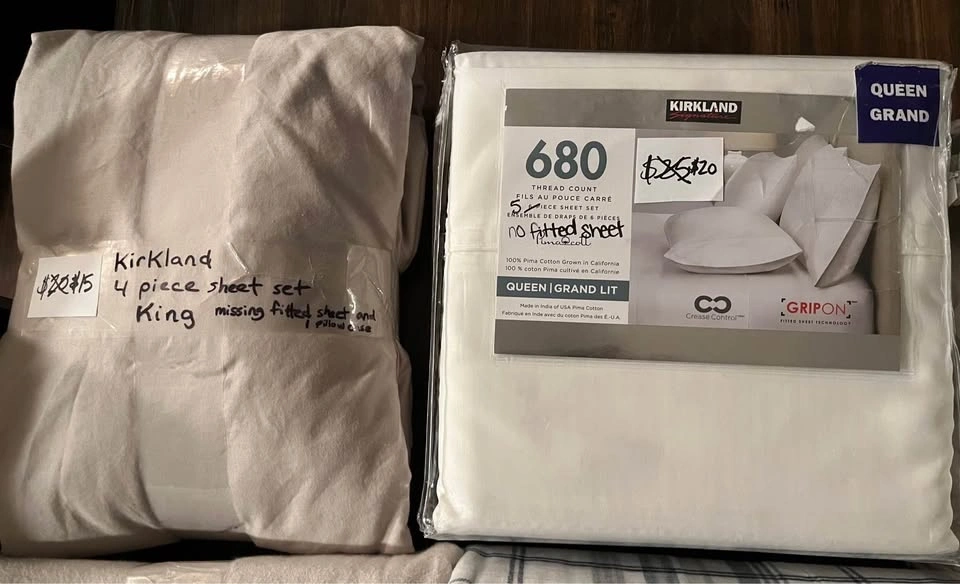 $20 $15
Kirkland
4 piece sheet set
King missing fitted sheet and
1 pillow case
QUEEN
GRAND
KIRKLAND
Signature
680
THREAD COUNT
FILS AU POUCE CARRÉ
5 PIECE SHEET SET
ENSEMBLE DE DRAPS DE 6 PIÈCES
no fitted sheet
Pima Cott
100% Pima Cotton Grown in California
100 % coton Pima cultivé en Californie
QUEEN | GRAND LIT
Made in India of USA Pima Cotton
Fabriqué en Inde avec du coton Pima des É.-U.A.
$25 $20
Crease Control
GRIPON
FITTED SHEET TECHNOLOGY